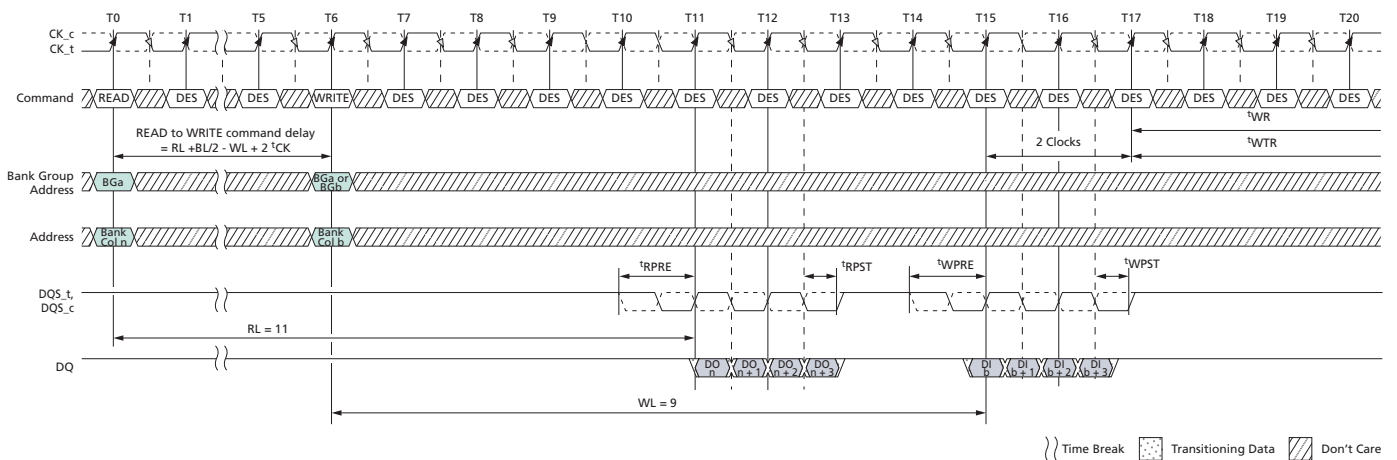 T0 T1 T5 T6 T7 T8 T9 T10 T11 T12 T13 T14 T15 T16 T17 T18 T19 T20
CK_c
CK_t
Command READ DES DES WRITE DES DES DES DES DES DES DES DES DES DES DES DES DES DES
tWR
READ to WRITE command delay
= RL +BL/2 - WL + 2 tCK
2 Clocks
tWTR
Bank Group
Address
BGa
BGa or
BGb
Address
Bank
Col n
Bank
Col b
tRPRE tRPST tWPRE tWPST
DQS_t,
DQS_c
RL = 11
DQ
DO
n
DO
n + 1
DO
n + 2
DO
n + 3
DI
b
DI
b + 1
DI
b + 2
DI
b + 3
WL = 9
Time Break Transitioning Data Don't Care